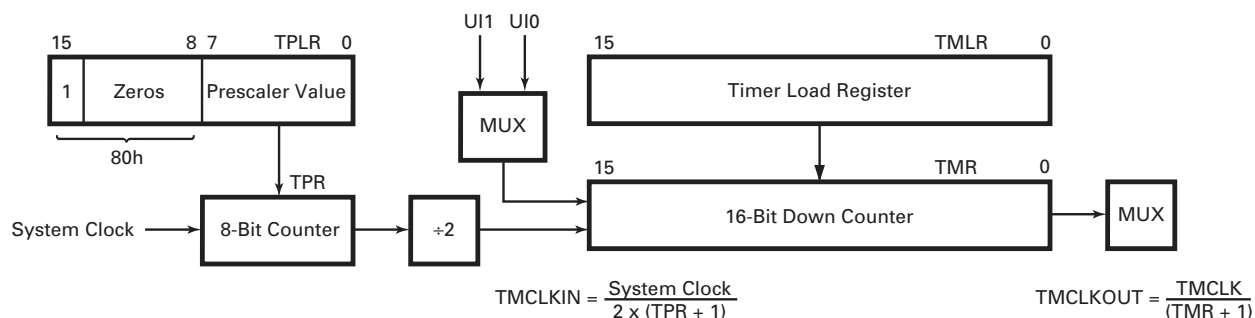 UI1 UI0
15 8 7 TPLR 0
15 TMLR 0
1 Zeros Prescaler Value
Timer Load Register
MUX
80h
TPR
15 TMR 0
System Clock
8-Bit Counter
÷2
16-Bit Down Counter
MUX
TMCLKIN = System Clock
2 x (TPR + 1)
TMCLKOUT = TMCLK
(TMR + 1)